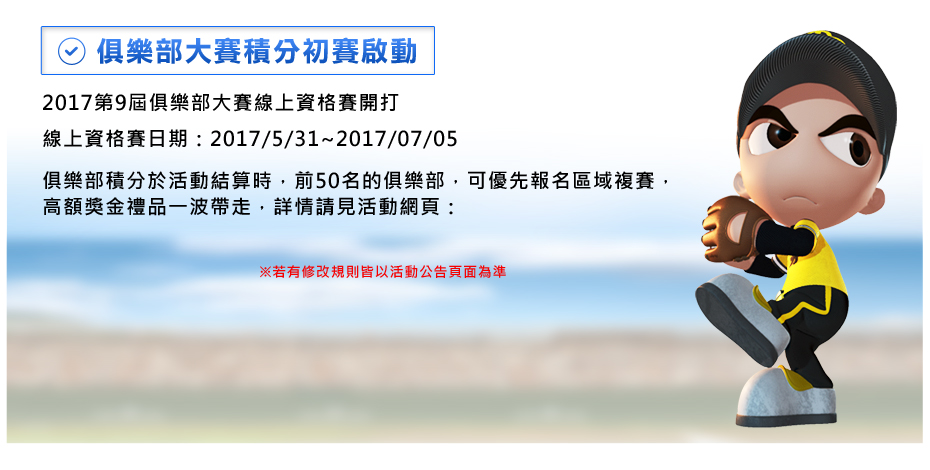 俱樂部大賽積分初賽啟動
2017第9屆俱樂部大賽線上資格賽開打
線上資格賽日期：2017/5/31~2017/07/05
俱樂部積分於活動結算時，前50名的俱樂部，可優先報名區域複賽，
高額獎金禮品一波帶走，詳情請見活動網頁：
※若有修改規則皆以活動公告頁面為準